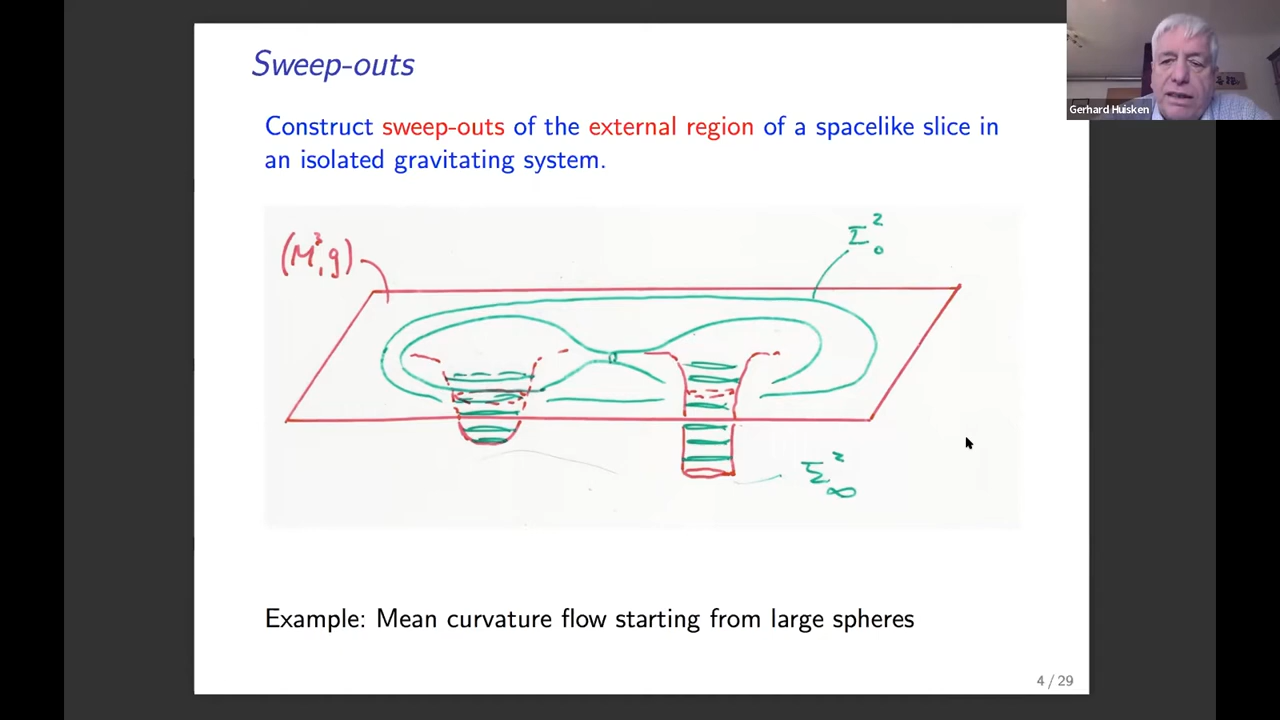 Sweep-outs
Gerhard Huisken
Construct sweep-outs of the external region of a spacelike slice in
an isolated gravitating system.
(M³, g)
Σ²₀
Σ²∞
Example: Mean curvature flow starting from large spheres
4 / 29